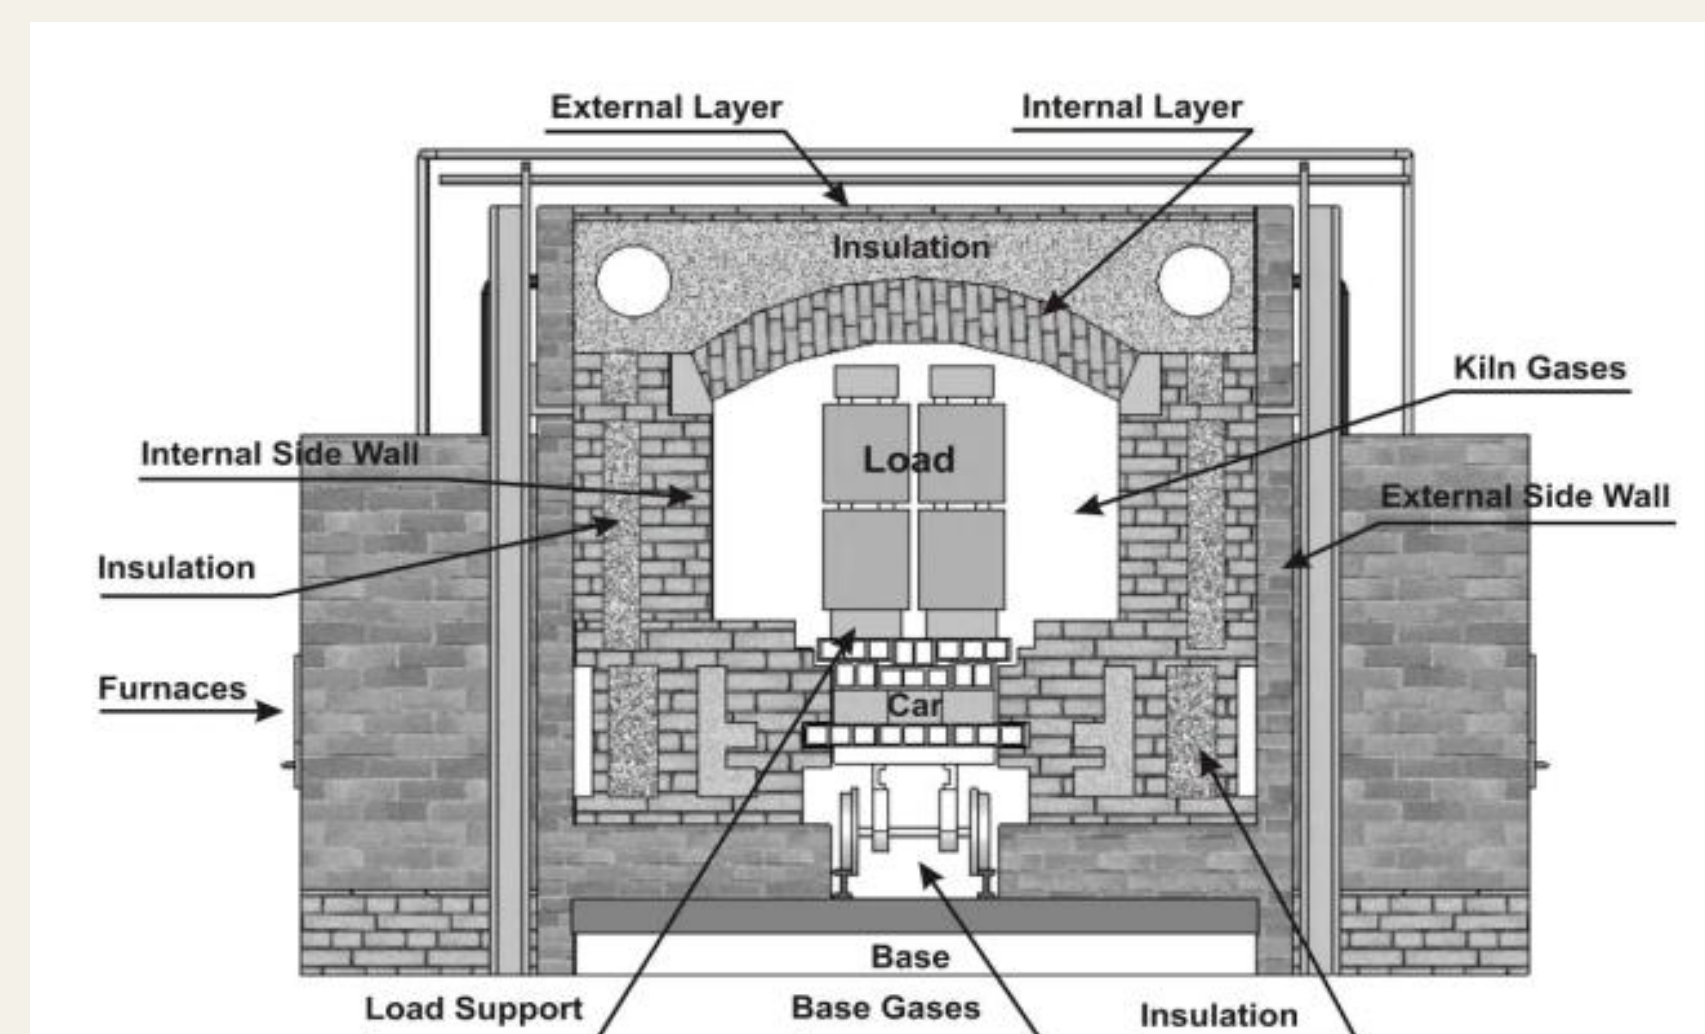 External Layer
Internal Layer
Insulation
Kiln Gases
Load
Internal Side Wall
External Side Wall
Insulation
Furnaces
Car
Base
Load Support
Base Gases
Insulation